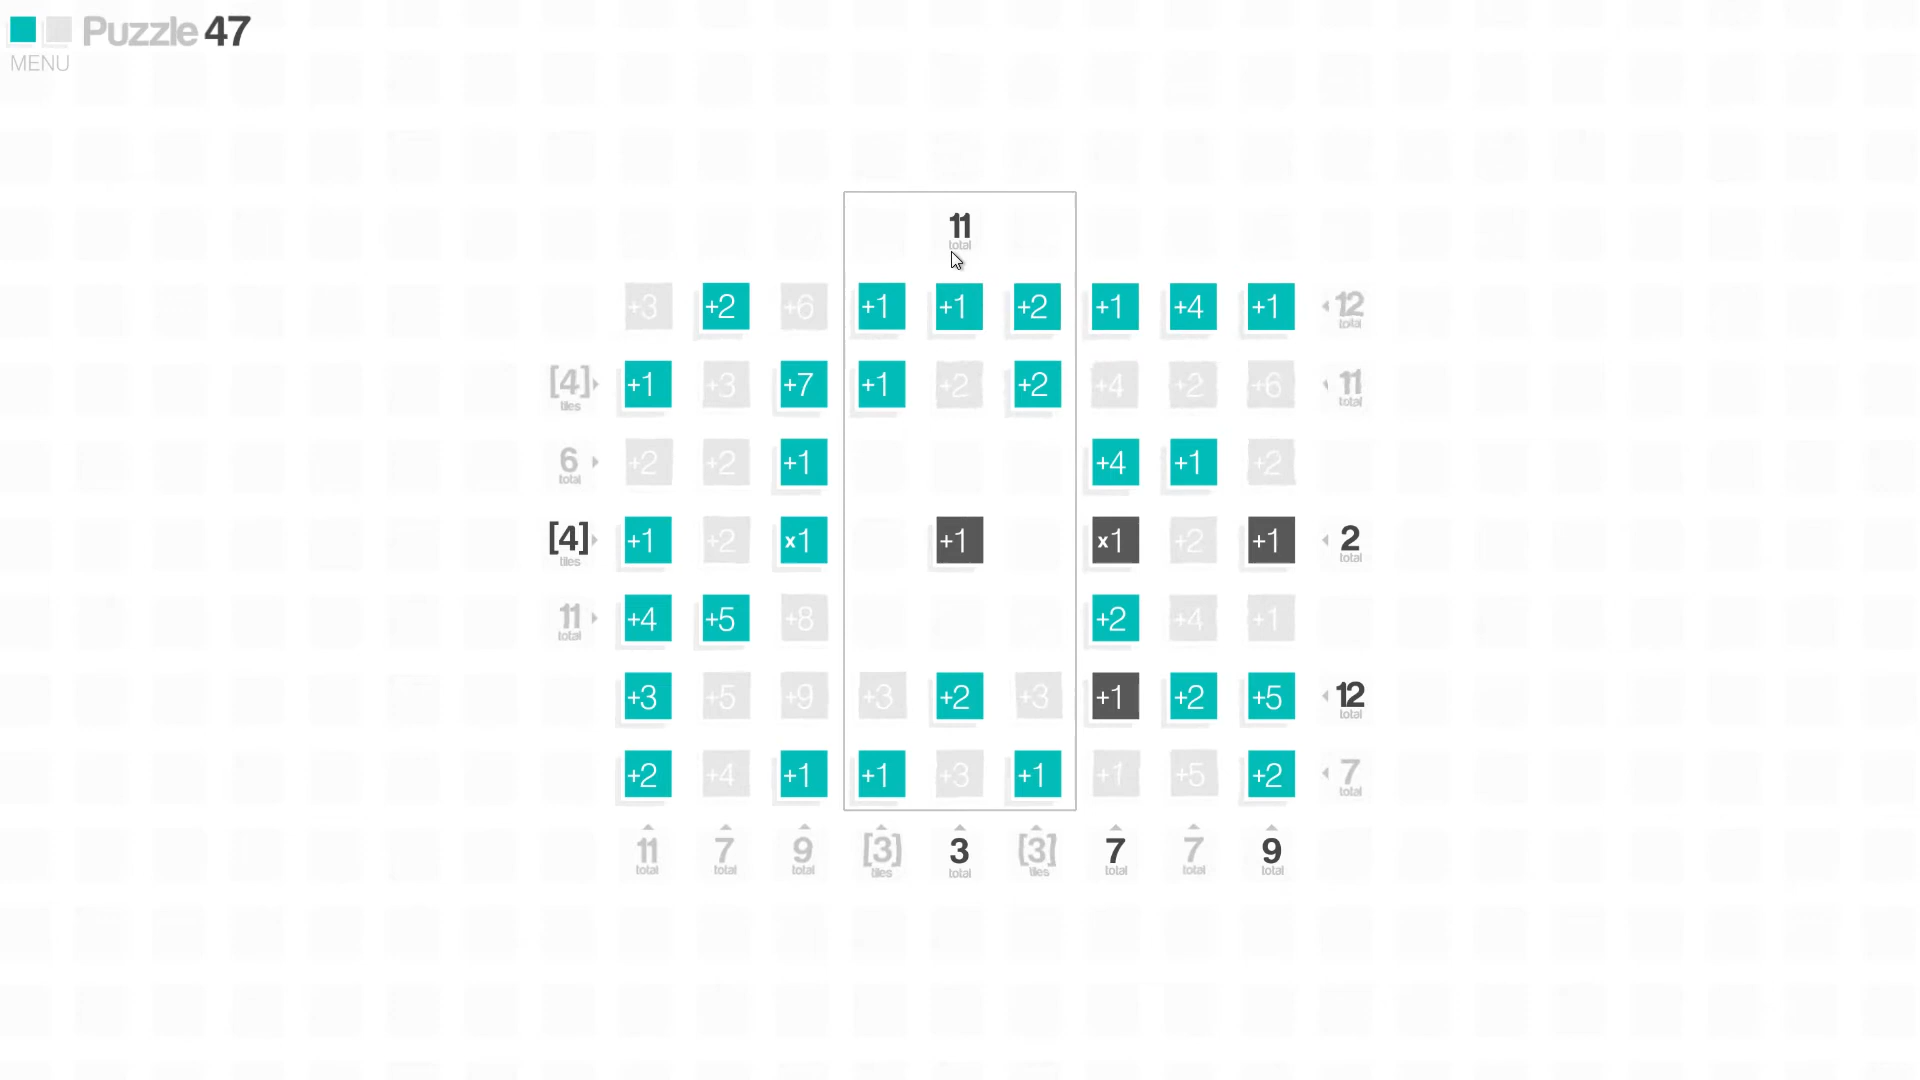 Puzzle 47
MENU
11
total
+3 +2 +6 +1 +1 +2 +1 +4 +1 12
total
[4] +1 +3 +7 +1 +2 +2 +4 +2 +6 11
tiles total
6 +2 +2 +1 +4 +1 +2
total
[4] +1 +2 x1 +1 x1 +2 +1 2
tiles total
11 +4 +5 +8 +2 +4 +1
total
+3 +5 +9 +3 +2 +3 +1 +2 +5 12
total
+2 +4 +1 +1 +3 +1 +1 +5 +2 7
total
11 7 9 [3] 3 [3] 7 7 9
total total total tiles total tiles total total total